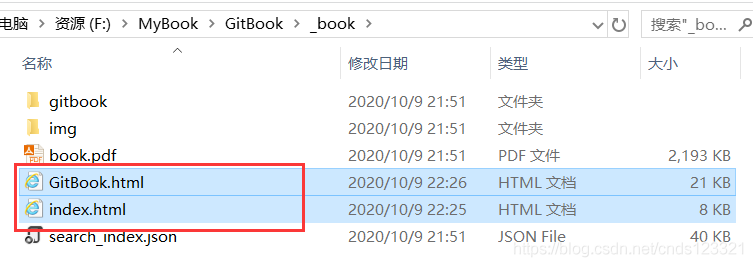 电脑 > 资源 (F:) > MyBook > GitBook > _book > 搜索"_bo...
名称 修改日期 类型 大小
gitbook 2020/10/9 21:51 文件夹
img 2020/10/9 21:51 文件夹
book.pdf 2020/10/9 21:51 PDF 文件 2,193 KB
GitBook.html 2020/10/9 22:26 HTML 文档 21 KB
index.html 2020/10/9 22:25 HTML 文档 8 KB
search_index.json 2020/10/9 21:51 JSON File 40 KB
https://blog.csdn.net/cnds123321